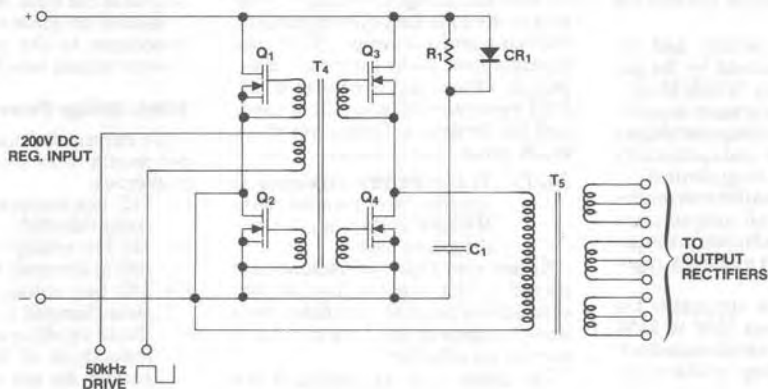 +
Q1
Q3
T4
R1
CR1
200V DC
REG. INPUT
Q2
Q4
T5
C1
TO
OUTPUT
RECTIFIERS
–
50kHz
DRIVE